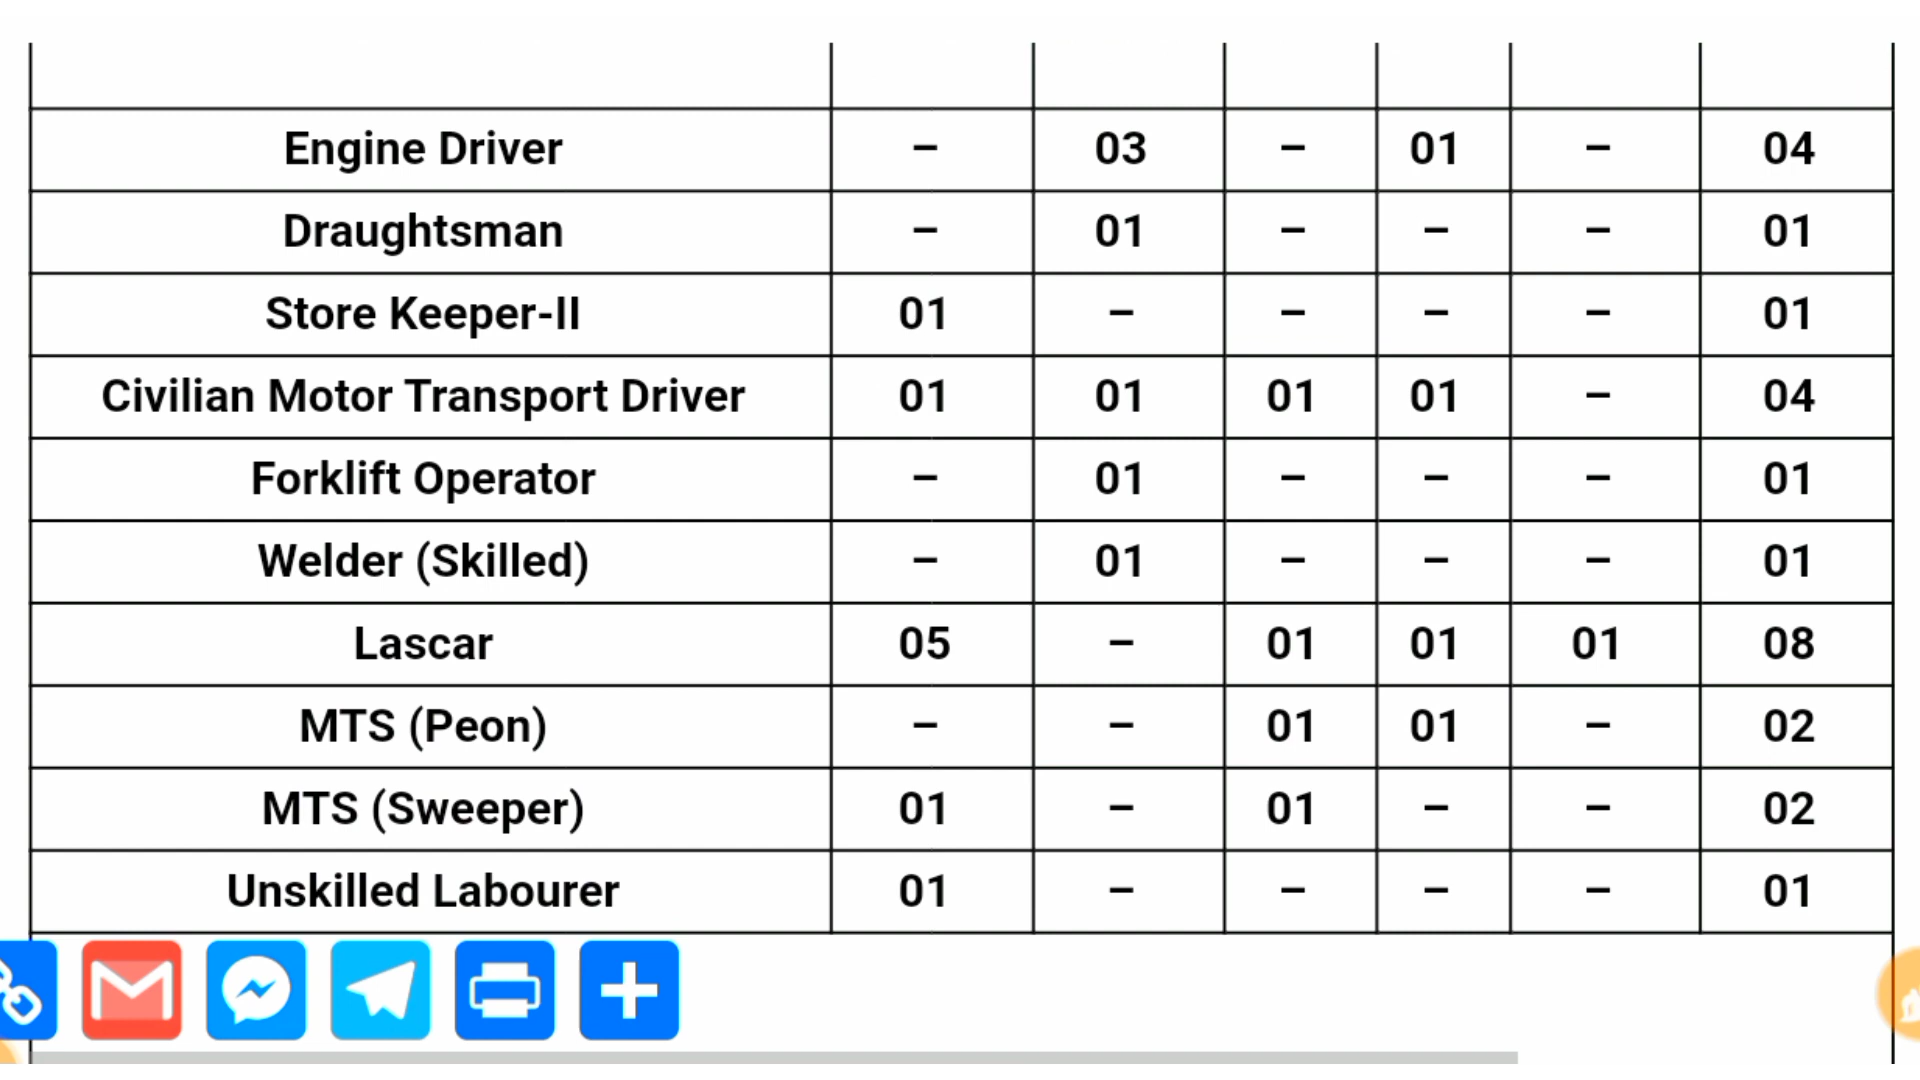 Engine Driver – 03 – 01 – 04
Draughtsman – 01 – – – 01
Store Keeper-II 01 – – – – 01
Civilian Motor Transport Driver 01 01 01 01 – 04
Forklift Operator – 01 – – – 01
Welder (Skilled) – 01 – – – 01
Lascar 05 – 01 01 01 08
MTS (Peon) – – 01 01 – 02
MTS (Sweeper) 01 – 01 – – 02
Unskilled Labourer 01 – – – – 01